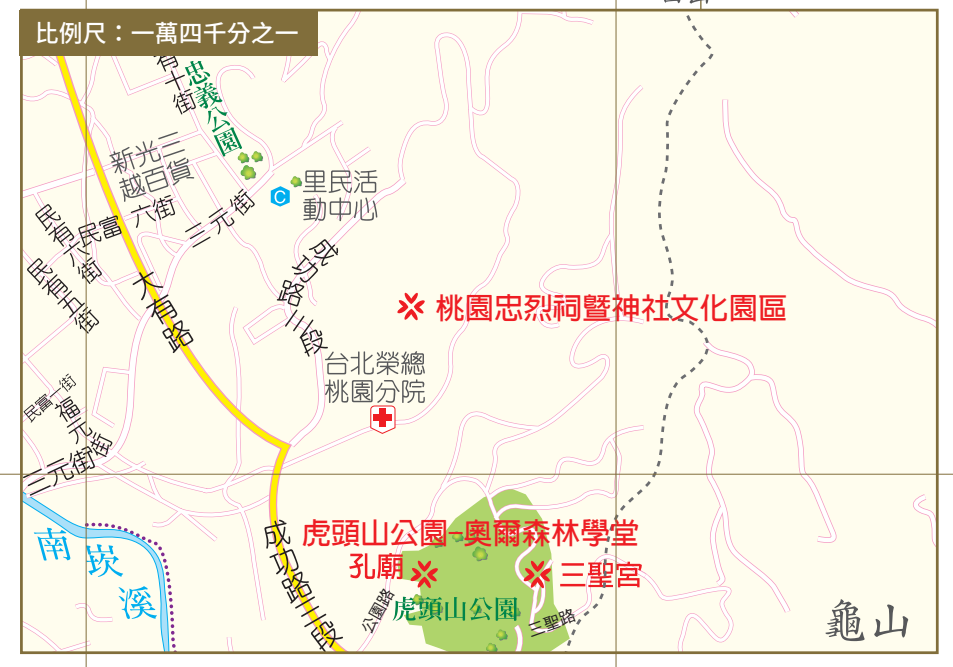 比例尺：一萬四千分之一
有十街
忠義公園
新光三
越百貨
里民活
動中心
C
三元街
民富六街
民有六街
民有五街
大有路
成功路三段
桃園忠烈祠暨神社文化園區
台北榮總
桃園分院
民富一街
福元街
三元街
南崁溪
成功路二段
虎頭山公園-奧爾森林學堂
孔廟
三聖宮
公園路
虎頭山公園
三聖路
龜山